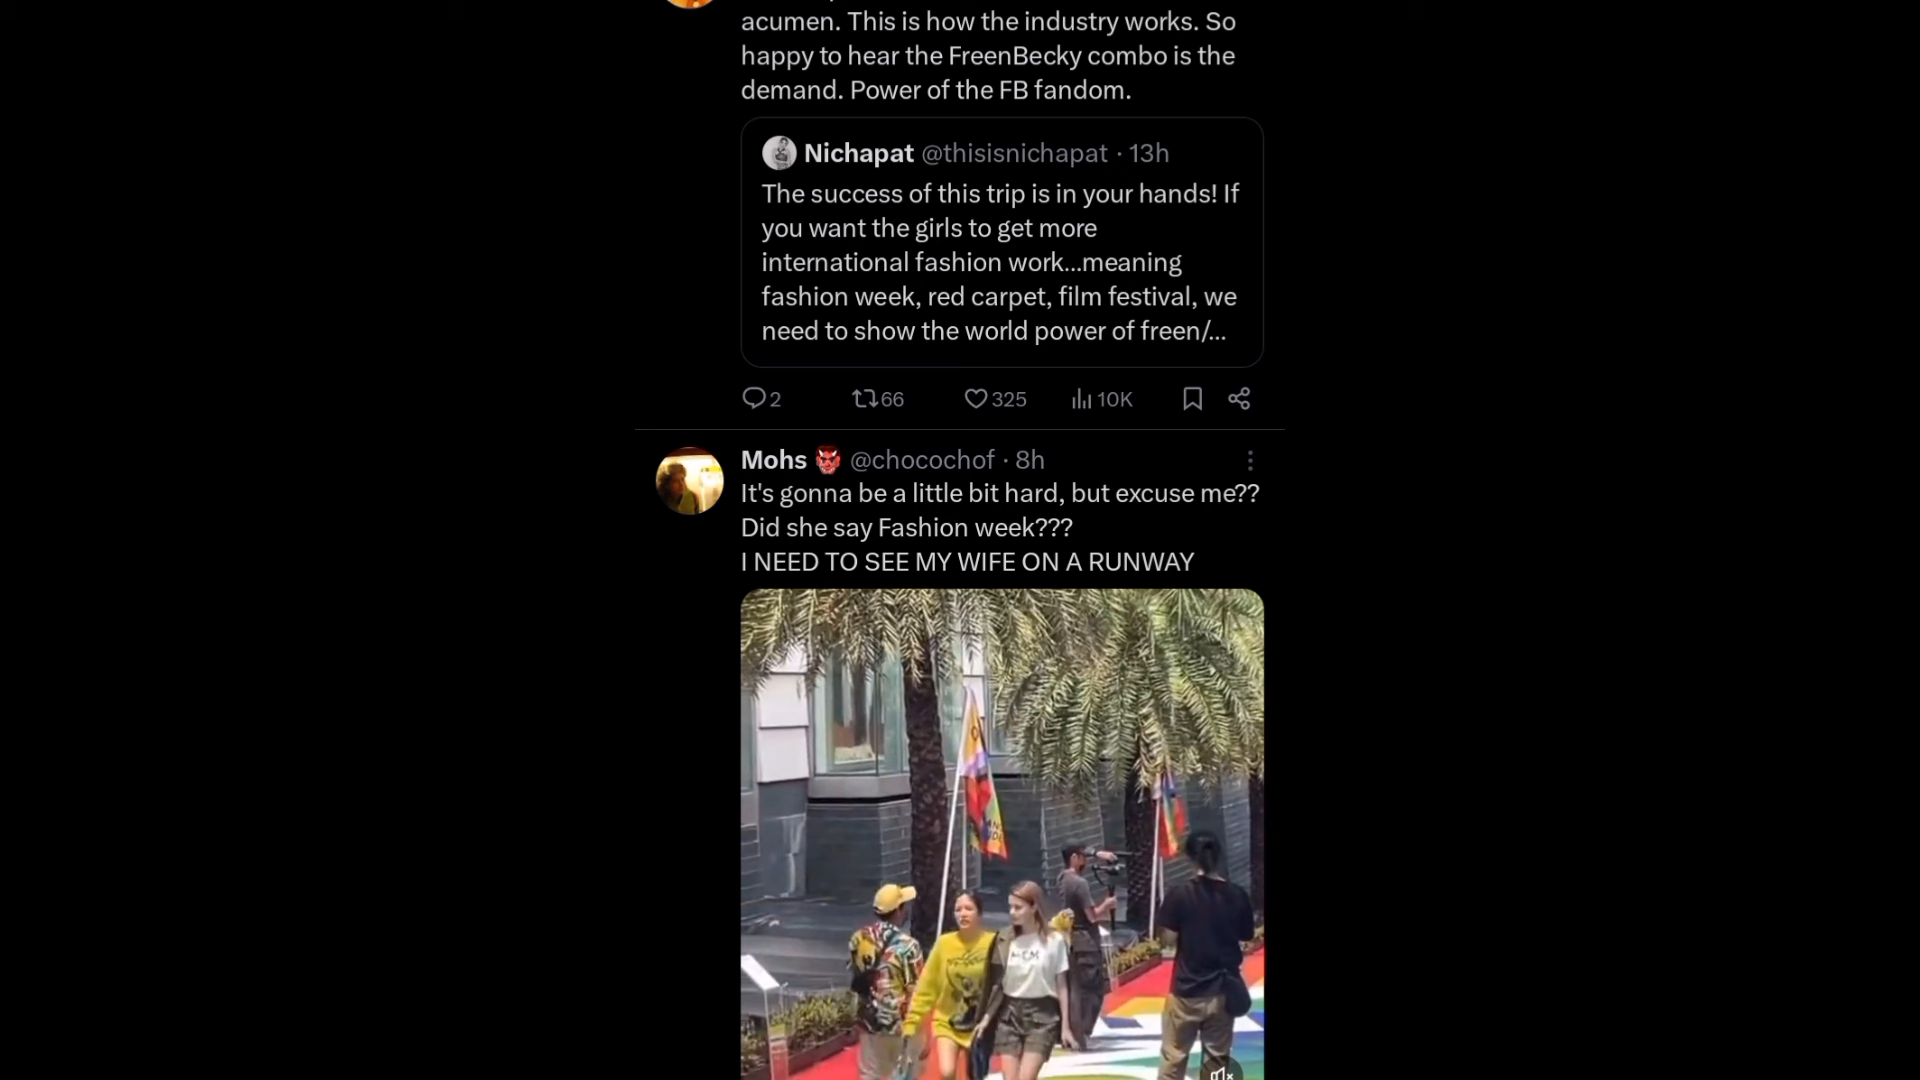 acumen. This is how the industry works. So
happy to hear the FreenBecky combo is the
demand. Power of the FB fandom.
Nichapat @thisisnichapat · 13h
The success of this trip is in your hands! If
you want the girls to get more
international fashion work...meaning
fashion week, red carpet, film festival, we
need to show the world power of freen/...
2 66 325 10K
Mohs 👹 @chocochof · 8h
It's gonna be a little bit hard, but excuse me??
Did she say Fashion week???
I NEED TO SEE MY WIFE ON A RUNWAY